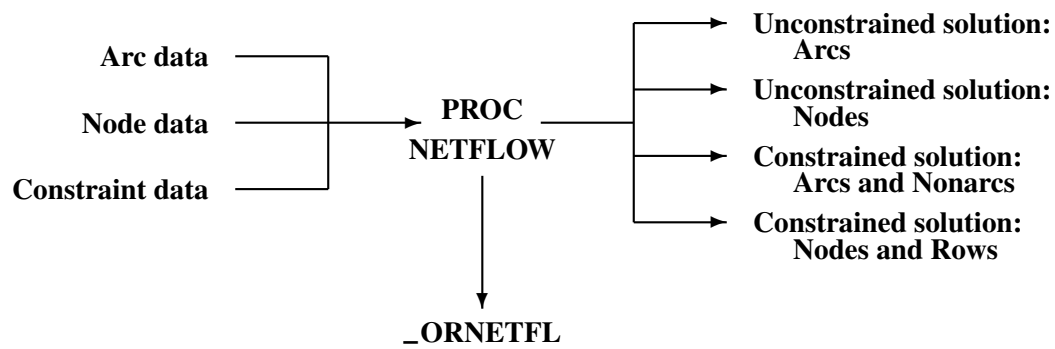 Arc data
Node data
Constraint data
PROC
NETFLOW
_ORNETFL
Unconstrained solution:
Arcs
Unconstrained solution:
Nodes
Constrained solution:
Arcs and Nonarcs
Constrained solution:
Nodes and Rows